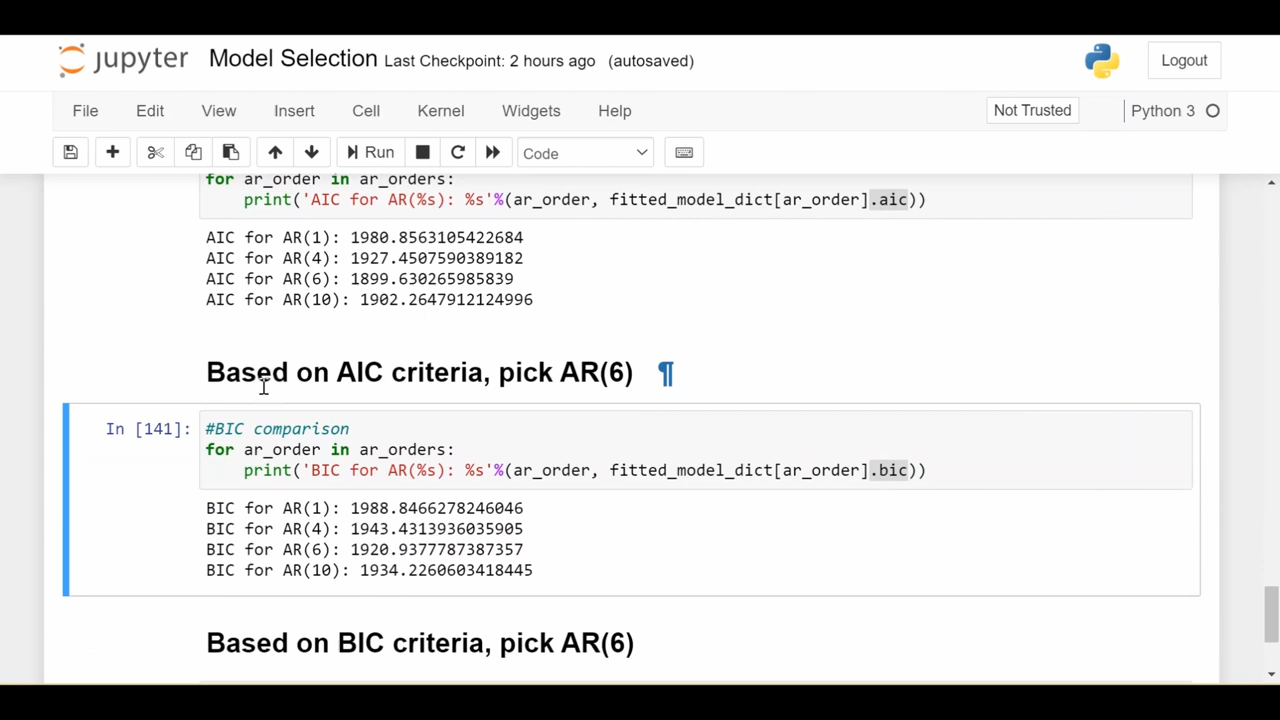 jupyter Model Selection Last Checkpoint: 2 hours ago (autosaved) Logout
File Edit View Insert Cell Kernel Widgets Help Not Trusted Python 3
Run Code
for ar_order in ar_orders:
    print('AIC for AR(%s): %s'%(ar_order, fitted_model_dict[ar_order].aic))
AIC for AR(1): 1980.8563105422684
AIC for AR(4): 1927.4507590389182
AIC for AR(6): 1899.630265985839
AIC for AR(10): 1902.2647912124996
Based on AIC criteria, pick AR(6) ¶
In [141]: #BIC comparison
for ar_order in ar_orders:
    print('BIC for AR(%s): %s'%(ar_order, fitted_model_dict[ar_order].bic))
BIC for AR(1): 1988.8466278246046
BIC for AR(4): 1943.4313936035905
BIC for AR(6): 1920.9377787387357
BIC for AR(10): 1934.2260603418445
Based on BIC criteria, pick AR(6)